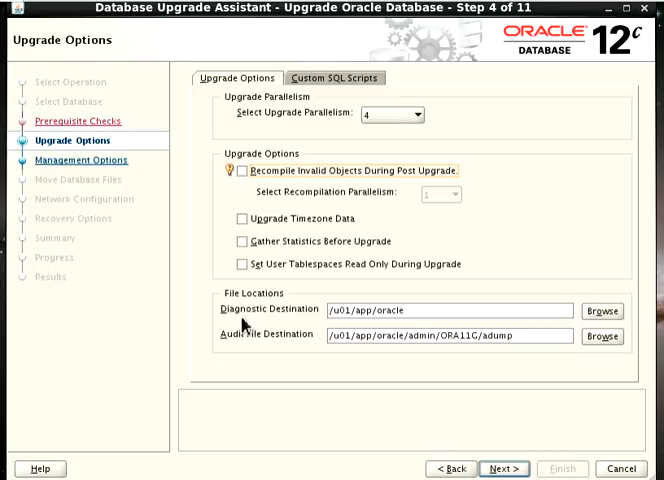 Database Upgrade Assistant - Upgrade Oracle Database - Step 4 of 11
Upgrade Options
ORACLE
DATABASE 12c
Select Operation
Select Database
Prerequisite Checks
Upgrade Options
Management Options
Move Database Files
Network Configuration
Recovery Options
Summary
Progress
Results
Upgrade Options Custom SQL Scripts
Upgrade Parallelism
Select Upgrade Parallelism: 4
Upgrade Options
Recompile Invalid Objects During Post Upgrade.
Select Recompilation Parallelism: 1
Upgrade Timezone Data
Gather Statistics Before Upgrade
Set User Tablespaces Read Only During Upgrade
File Locations
Diagnostic Destination /u01/app/oracle Browse
Audit File Destination /u01/app/oracle/admin/ORA11G/adump Browse
Help < Back Next > Finish Cancel